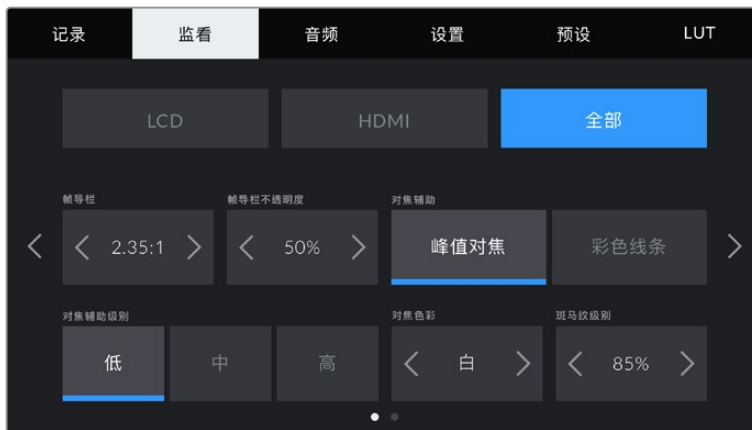 记录 监看 音频 设置 预设 LUT
LCD HDMI 全部
帧导栏 帧导栏不透明度 对焦辅助
2.35:1 50% 峰值对焦 彩色线条
对焦辅助级别 对焦色彩 斑马纹级别
低 中 高 白 85%